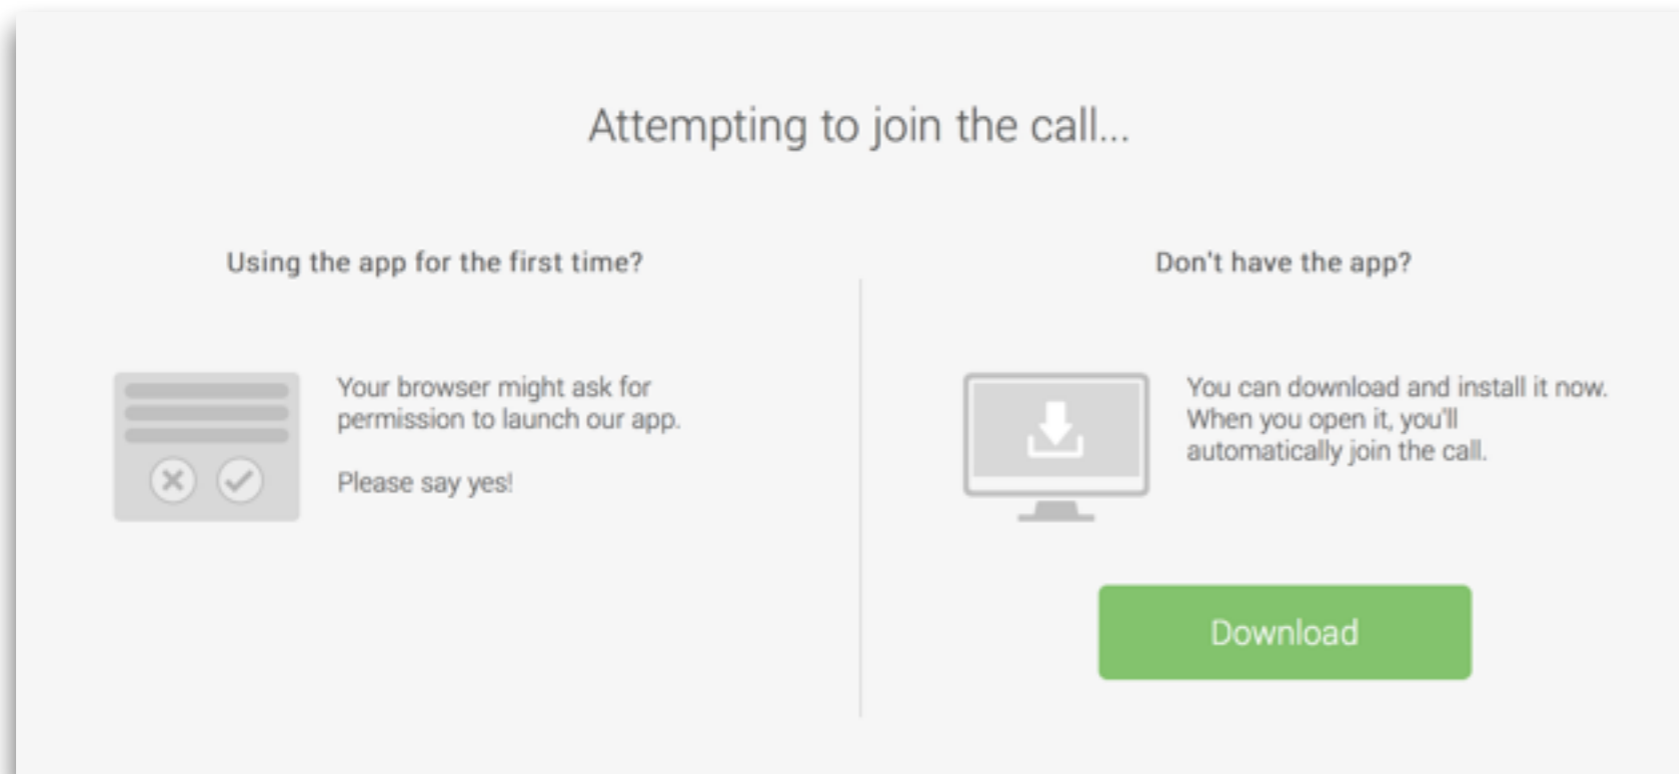 Attempting to join the call...
Using the app for the first time?
Your browser might ask for
permission to launch our app.
Please say yes!
Don't have the app?
You can download and install it now.
When you open it, you'll
automatically join the call.
Download